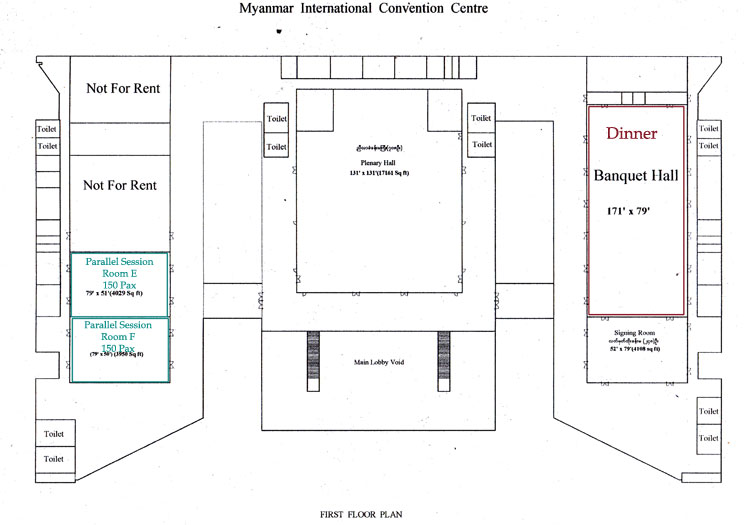 Myanmar International Convention Centre
Not For Rent
Not For Rent
Parallel Session
Room E
150 Pax
79' x 51'(4029 Sq ft)
Parallel Session
Room F
150 Pax
(79' x 50') (3950 Sq ft)
Toilet
Toilet
Toilet
Toilet
Toilet
Toilet
Plenary Hall
131' x 131'(17161 Sq ft)
Toilet
Toilet
Main Lobby Void
Dinner
Banquet Hall
171' x 79'
Signing Room
52' x 79'(4108 sq ft)
Toilet
Toilet
Toilet
Toilet
FIRST FLOOR PLAN